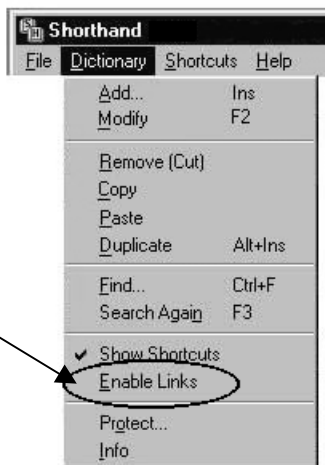 Shorthand
File Dictionary Shortcuts Help
Add... Ins
Modify F2
Remove (Cut)
Copy
Paste
Duplicate Alt+Ins
Find... Ctrl+F
Search Again F3
✔ Show Shortcuts
Enable Links
Protect...
Info